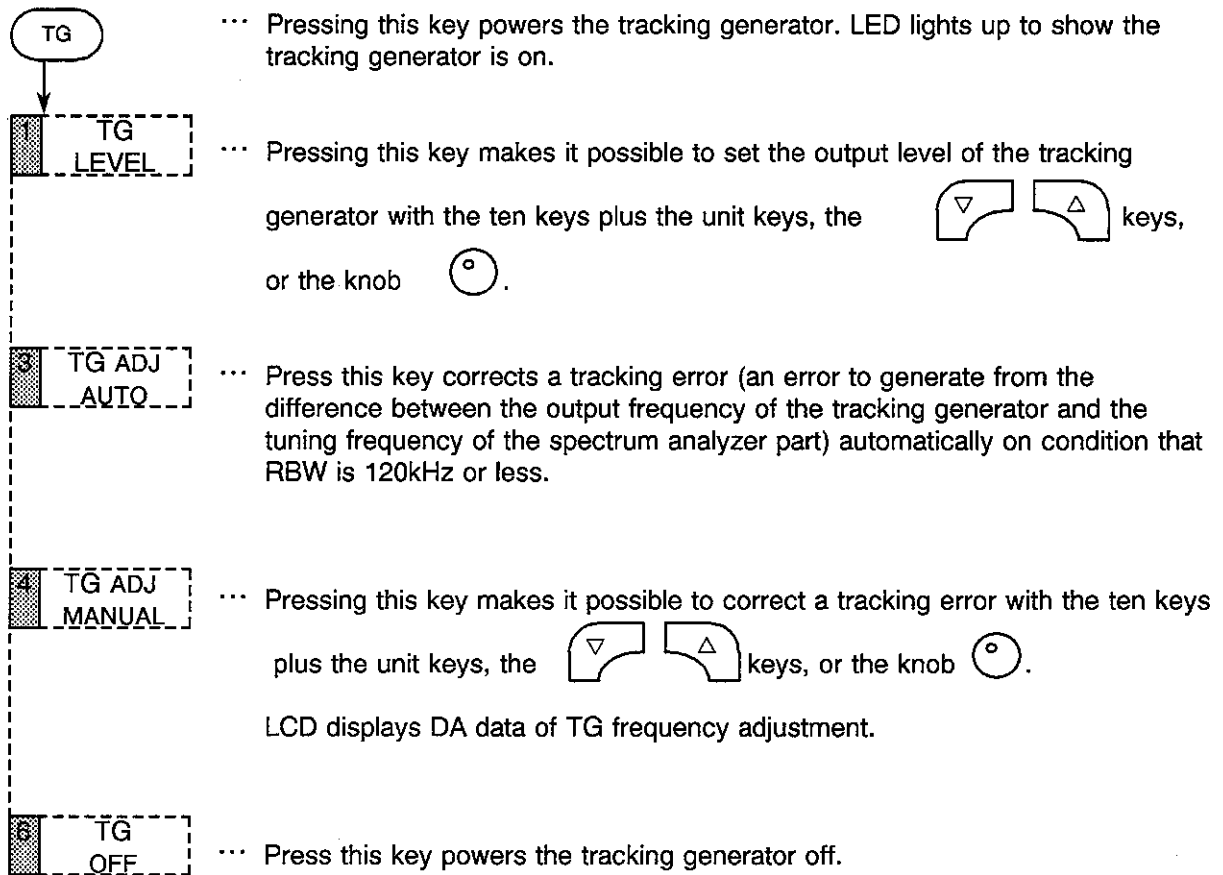 TG
··· Pressing this key powers the tracking generator. LED lights up to show the
tracking generator is on.
1 TG
LEVEL
··· Pressing this key makes it possible to set the output level of the tracking
generator with the ten keys plus the unit keys, the ▽ △ keys,
or the knob .
3 TG ADJ
AUTO
··· Press this key corrects a tracking error (an error to generate from the
difference between the output frequency of the tracking generator and the
tuning frequency of the spectrum analyzer part) automatically on condition that
RBW is 120kHz or less.
4 TG ADJ
MANUAL
··· Pressing this key makes it possible to correct a tracking error with the ten keys
plus the unit keys, the ▽ △ keys, or the knob .
LCD displays DA data of TG frequency adjustment.
6 TG
OFF
··· Press this key powers the tracking generator off.